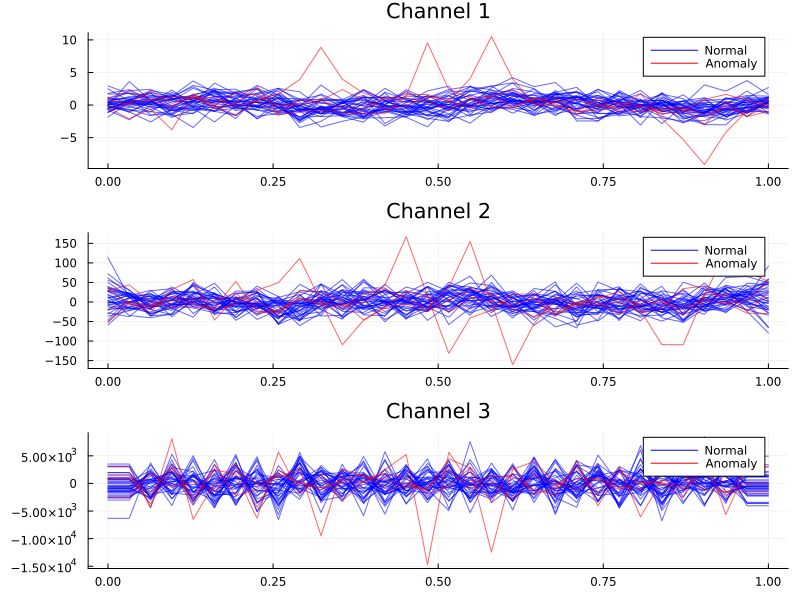 Channel 1
10
5
0
−5
Normal
Anomaly
0.00 0.25 0.50 0.75 1.00
Channel 2
150
100
50
0
−50
−100
−150
Normal
Anomaly
0.00 0.25 0.50 0.75 1.00
Channel 3
5.00×10³
0
−5.00×10³
−1.00×10⁴
−1.50×10⁴
Normal
Anomaly
0.00 0.25 0.50 0.75 1.00